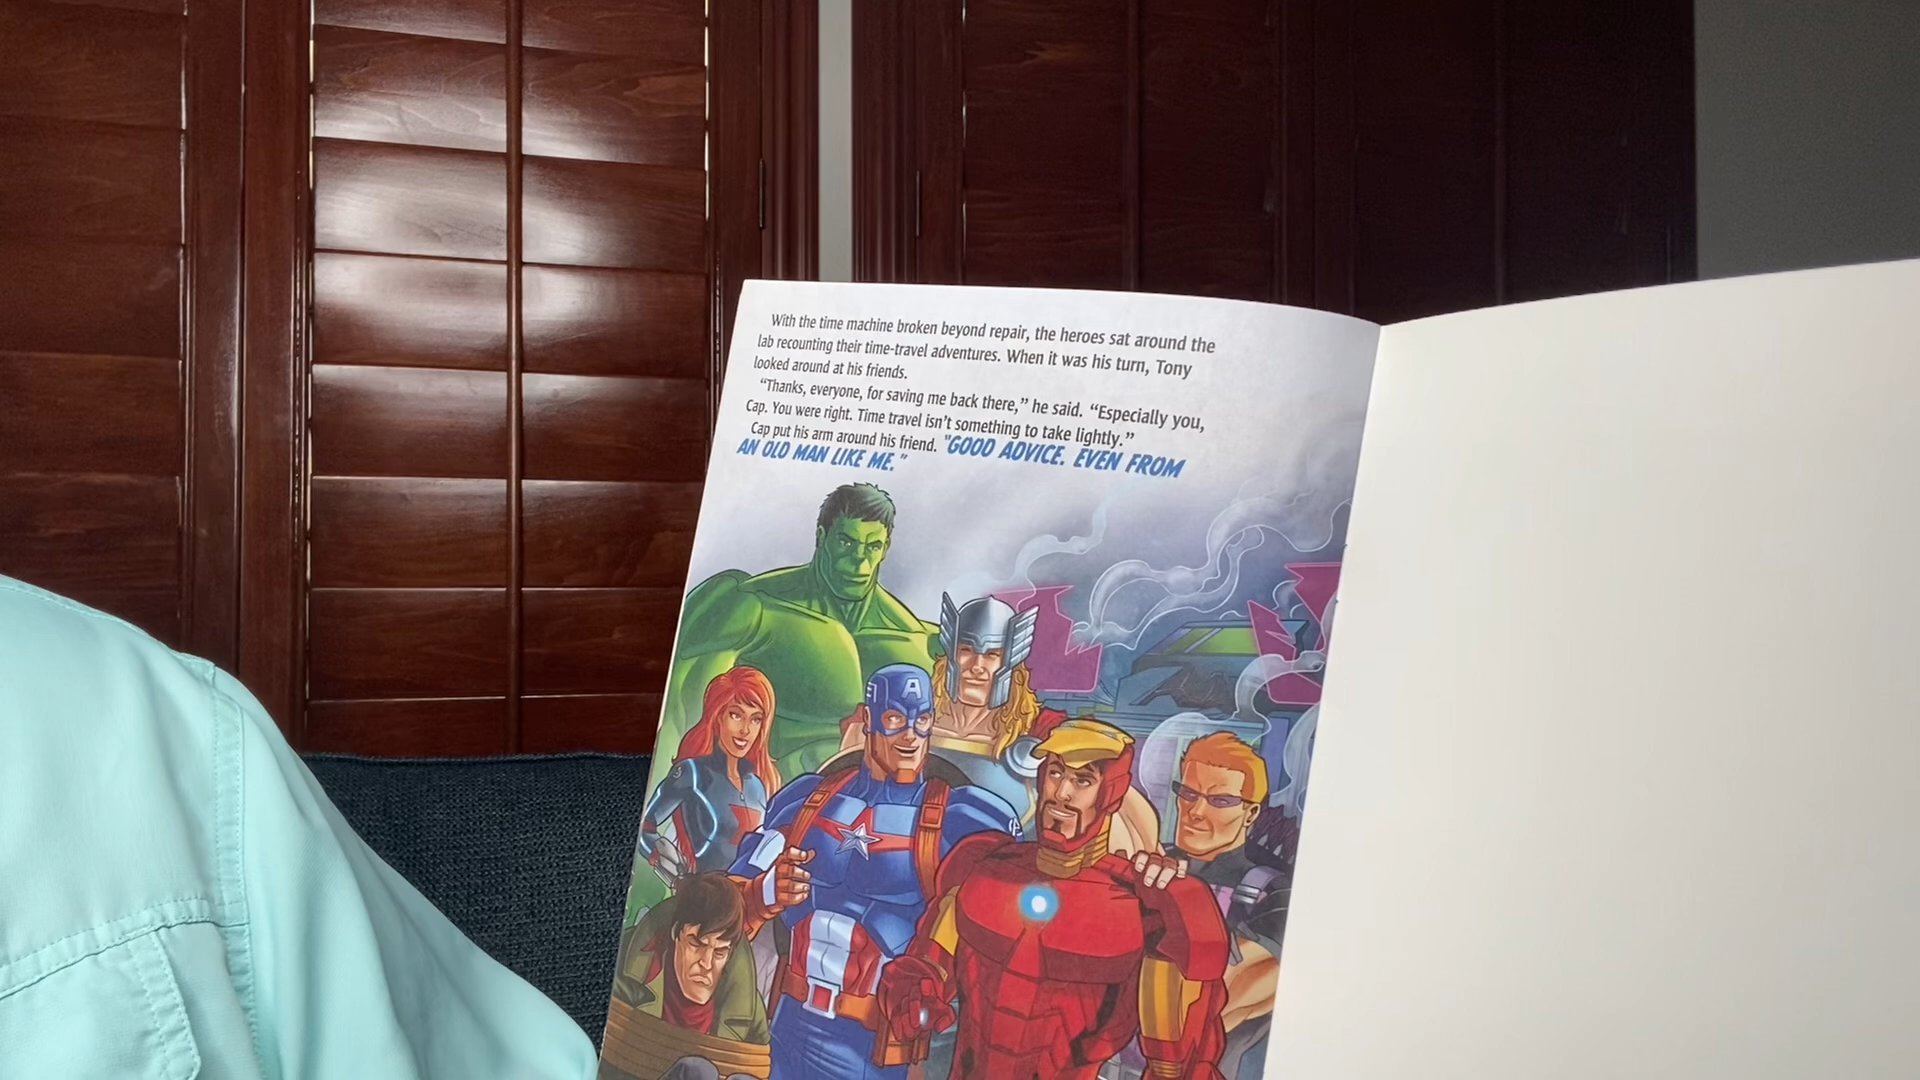 With the time machine broken beyond repair, the heroes sat around the
lab recounting their time-travel adventures. When it was his turn, Tony
looked around at his friends.
“Thanks, everyone, for saving me back there,” he said. “Especially you,
Cap. You were right. Time travel isn’t something to take lightly.”
Cap put his arm around his friend. "GOOD ADVICE. EVEN FROM
AN OLD MAN LIKE ME."
A